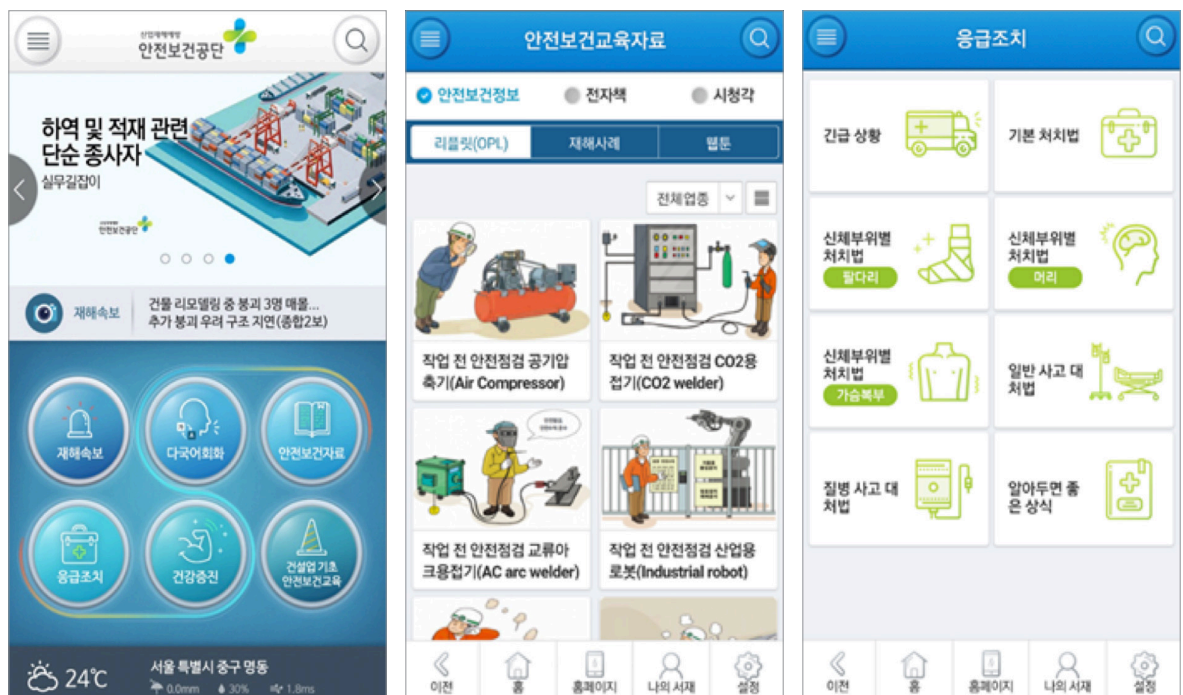 산업재해예방
안전보건공단
하역 및 적재 관련
단순 종사자
실무길잡이
안전보건공단
재해속보
건물 리모델링 중 붕괴 3명 매몰...
추가 붕괴 우려 구조 지연(종합2보)
재해속보
다국어회화
안전보건자료
응급조치
건강증진
건설업 기초
안전보건교육
24℃
서울 특별시 중구 명동
0.0mm 30% 1.8ms
안전보건교육자료
안전보건정보 전자책 시청각
리플릿(OPL) 재해사례 웹툰
전체업종
작업 전 안전점검 공기압
축기(Air Compressor)
작업 전 안전점검 CO2용
접기(CO2 welder)
작업 전 안전점검 교류아
크용접기(AC arc welder)
작업 전 안전점검 산업용
로봇(Industrial robot)
이전 홈 홈페이지 나의 서재 설정
응급조치
긴급 상황
기본 처치법
신체부위별
처치법
팔다리
신체부위별
처치법
머리
신체부위별
처치법
가슴복부
일반 사고 대
처법
질병 사고 대
처법
알아두면 좋
은 상식
이전 홈 홈페이지 나의 서재 설정